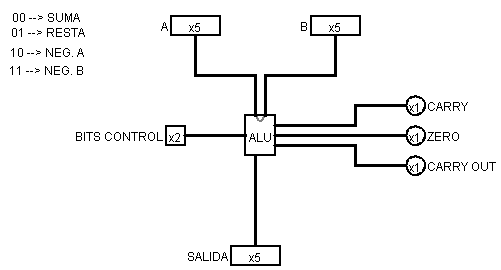 00 --> SUMA
01 --> RESTA
10 --> NEG. A
11 --> NEG. B
A x5
B x5
x1 CARRY
BITS CONTROL x2
ALU
x1 ZERO
x1 CARRY OUT
SALIDA x5